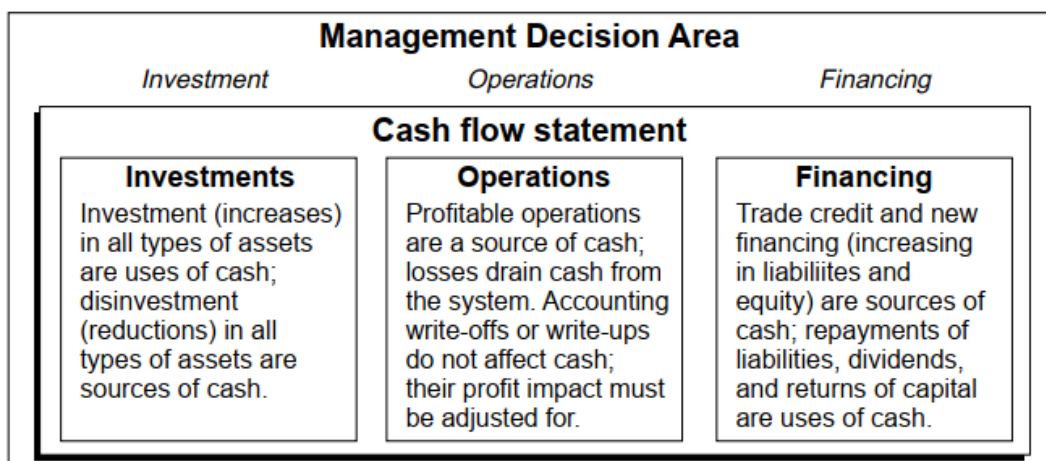 Management Decision Area
Investment Operations Financing
Cash flow statement
Investments
Investment (increases)
in all types of assets
are uses of cash;
disinvestment
(reductions) in all
types of assets are
sources of cash.
Operations
Profitable operations
are a source of cash;
losses drain cash from
the system. Accounting
write-offs or write-ups
do not affect cash;
their profit impact must
be adjusted for.
Financing
Trade credit and new
financing (increasing
in liabiliites and
equity) are sources of
cash; repayments of
liabilities, dividends,
and returns of capital
are uses of cash.